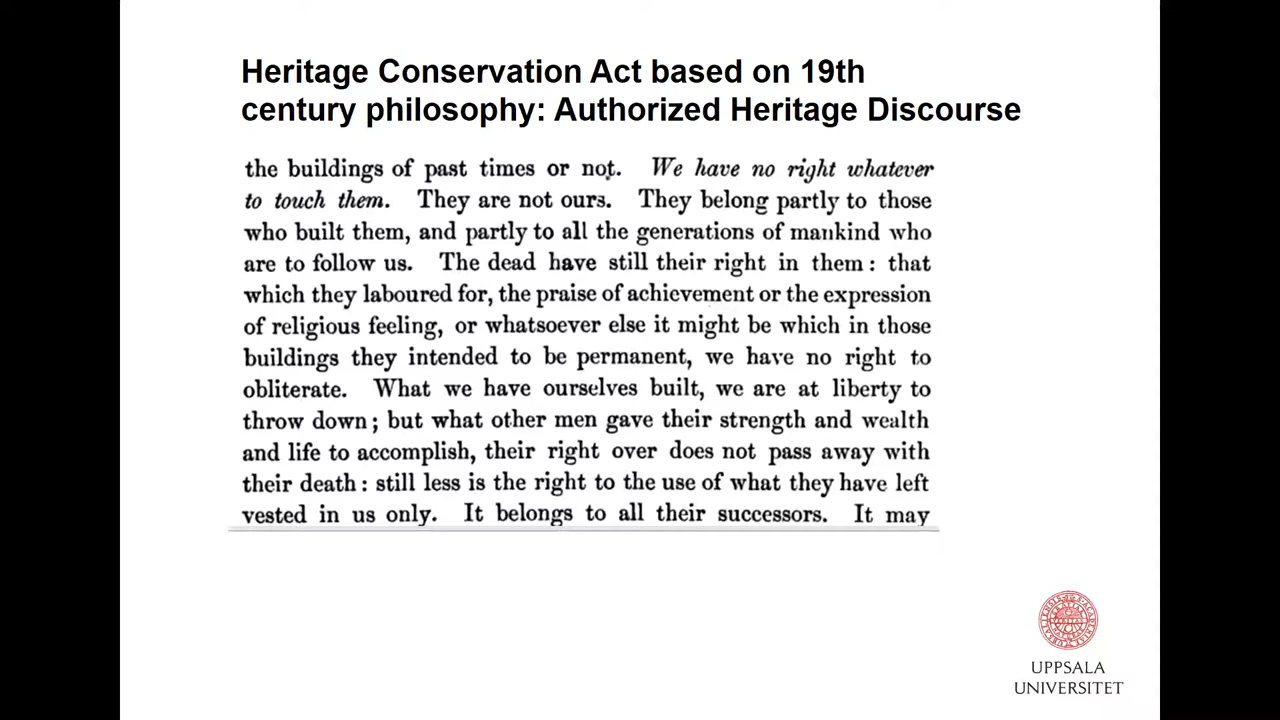 Heritage Conservation Act based on 19th
century philosophy: Authorized Heritage Discourse
the buildings of past times or not. We have no right whatever
to touch them. They are not ours. They belong partly to those
who built them, and partly to all the generations of mankind who
are to follow us. The dead have still their right in them: that
which they laboured for, the praise of achievement or the expression
of religious feeling, or whatsoever else it might be which in those
buildings they intended to be permanent, we have no right to
obliterate. What we have ourselves built, we are at liberty to
throw down; but what other men gave their strength and wealth
and life to accomplish, their right over does not pass away with
their death: still less is the right to the use of what they have left
vested in us only. It belongs to all their successors. It may
UPPSALA
UNIVERSITET